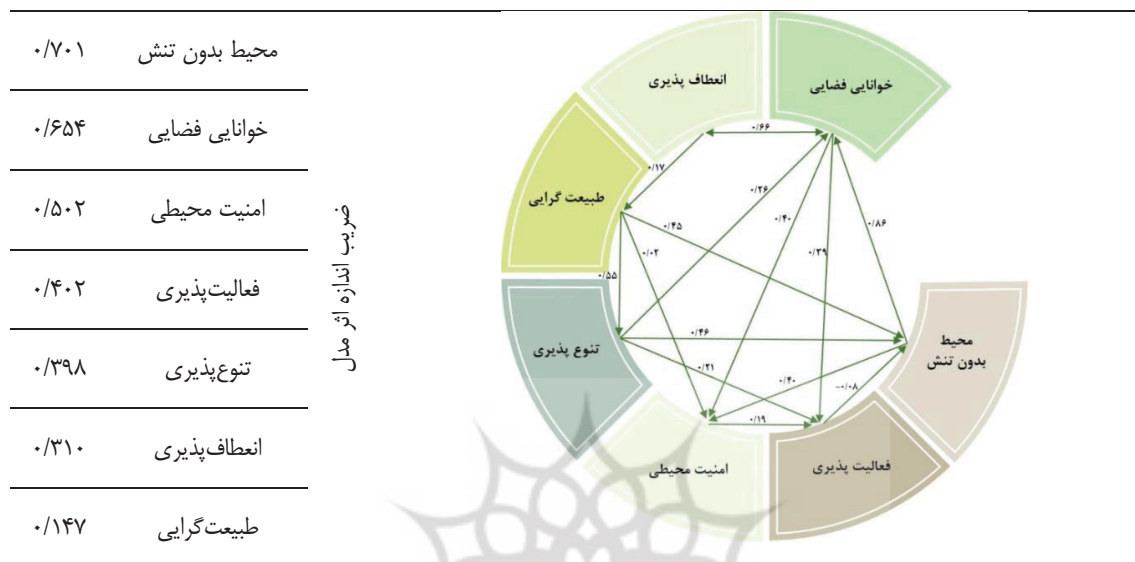 محیط بدون تنش ۰/۷۰۱
خوانایی فضایی ۰/۶۵۴
امنیت محیطی ۰/۵۰۲
فعالیت‌پذیری ۰/۴۰۲
تنوع‌پذیری ۰/۳۹۸
انعطاف‌پذیری ۰/۳۱۰
طبیعت‌گرایی ۰/۱۴۷
ضریب اندازه اثر مدل
خوانایی فضایی
انعطاف پذیری
طبیعت گرایی
تنوع پذیری
امنیت محیطی
فعالیت پذیری
محیط
بدون تنش
۰/۶۶
۰/۱۷
۰/۲۶
۰/۴۰
۰/۳۹
۰/۸۶
۰/۴۵
۰/۰۲
۰/۵۵
۰/۴۶
۰/۲۱
۰/۴۰
-۰/۰۸
۰/۱۹